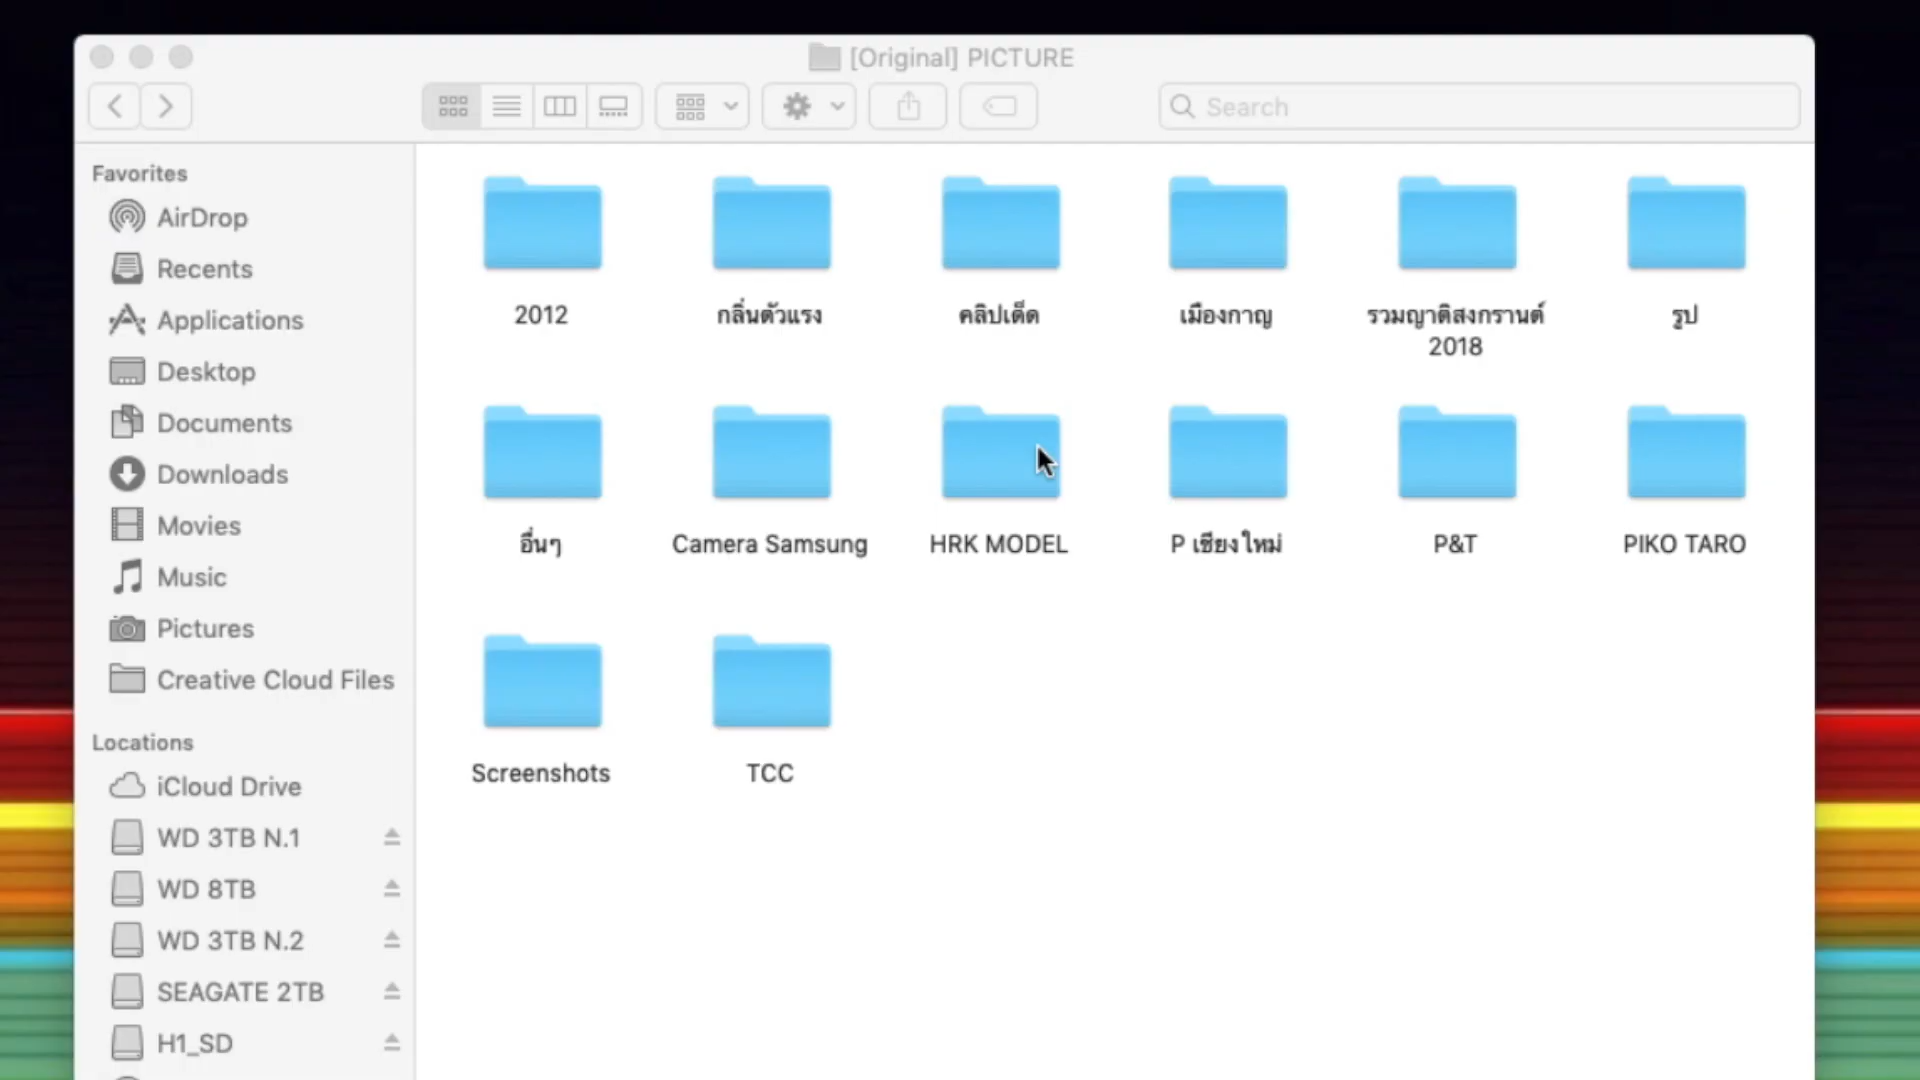 [Original] PICTURE
Search
Favorites
AirDrop
Recents
Applications
Desktop
Documents
Downloads
Movies
Music
Pictures
Creative Cloud Files
Locations
iCloud Drive
WD 3TB N.1
WD 8TB
WD 3TB N.2
SEAGATE 2TB
H1_SD
2012
กลิ่นตัวแรง
คลิปเด็ด
เมืองกาญ
รวมญาติสงกรานต์
2018
รูป
อื่นๆ
Camera Samsung
HRK MODEL
P เชียงใหม่
P&T
PIKO TARO
Screenshots
TCC